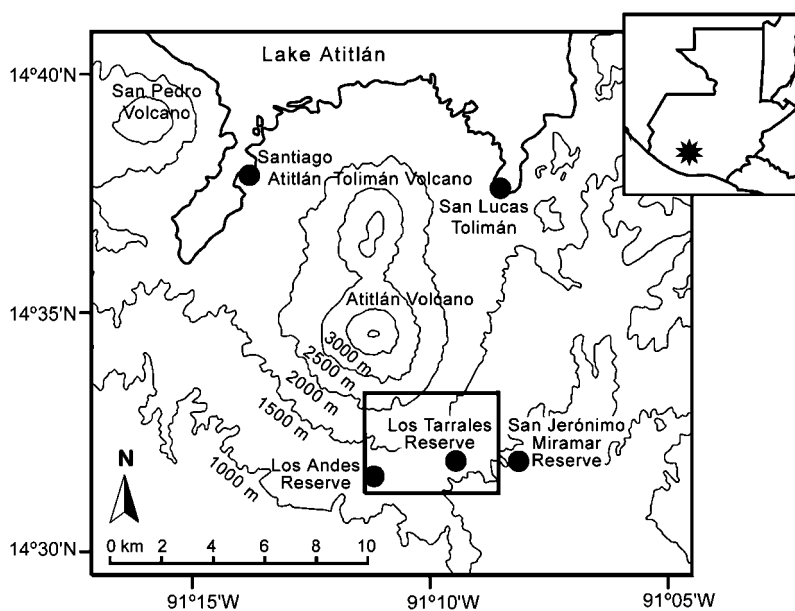 Lake Atitlán
14°40'N
San Pedro
Volcano
Santiago
Atitlán
Tolimán Volcano
San Lucas
Tolimán
14°35'N
Atitlán Volcano
3000 m
2500 m
2000 m
1500 m
1000 m
Los Tarrales
Reserve
San Jerónimo
Miramar
Reserve
Los Andes
Reserve
N
0 km 2 4 6 8 10
14°30'N
91°15'W 91°10'W 91°05'W